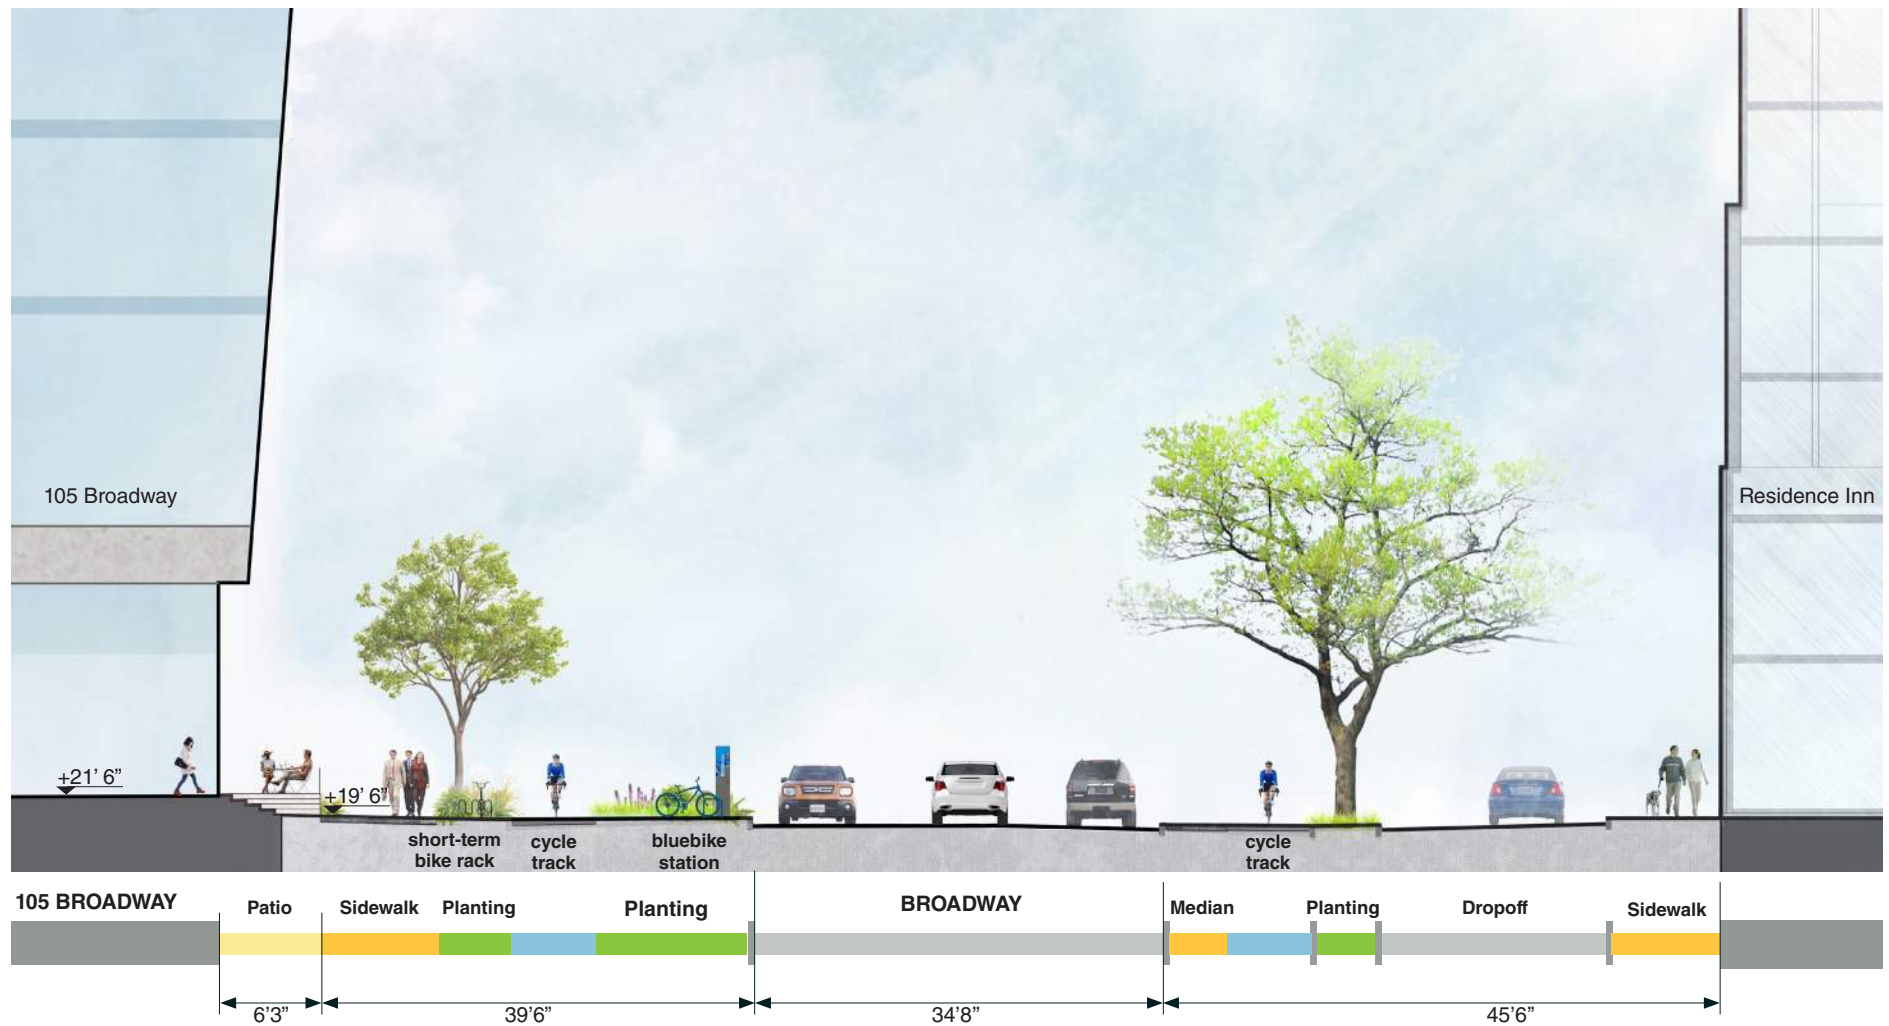 105 Broadway
Residence Inn
+21' 6”
+19' 6”
short-term
bike rack
cycle
track
bluebike
station
cycle
track
105 BROADWAY
Patio
Sidewalk
Planting
Planting
BROADWAY
Median
Planting
Dropoff
Sidewalk
6’3”
39’6”
34’8”
45’6”